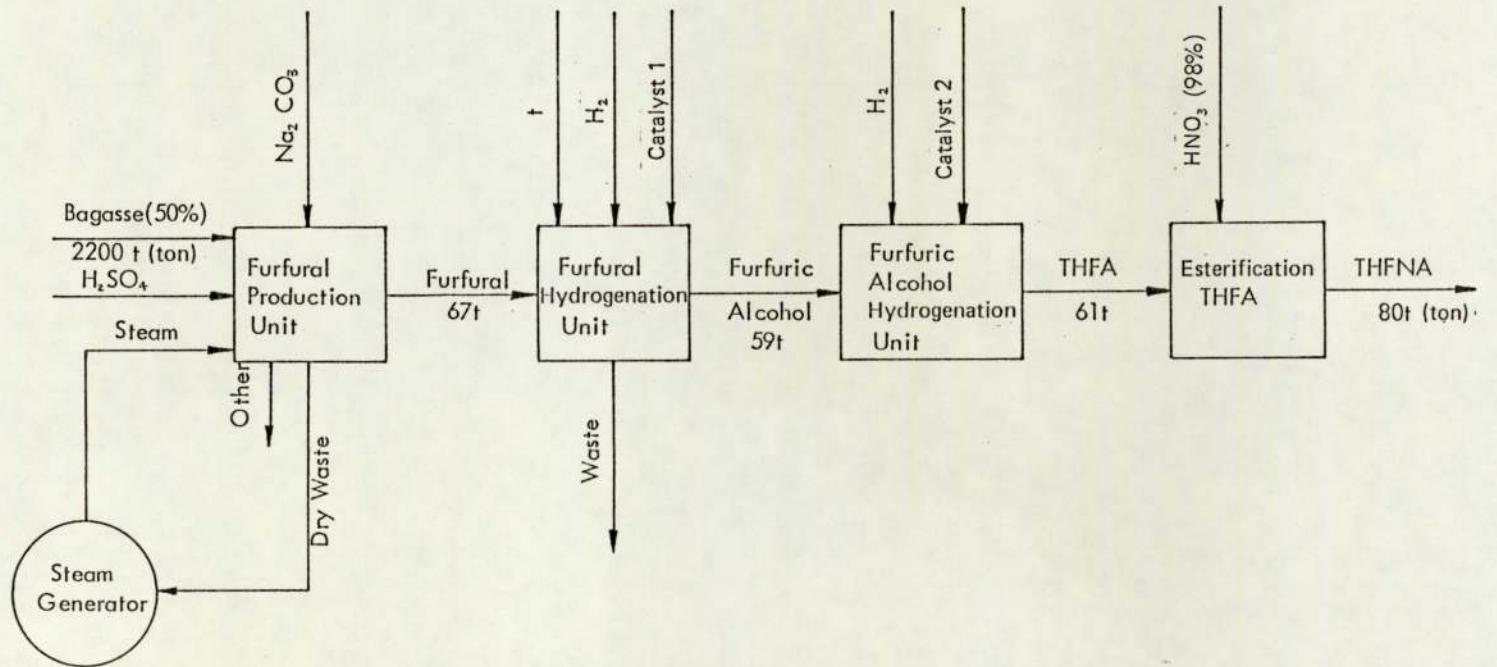 Na₂ CO₃
t
H₂
Catalyst 1
H₂
Catalyst 2
HNO₃ (98%)
Bagasse(50%)
2200 t (ton)
H₂SO₄
Steam
Furfural
Production
Unit
Furfural
67t
Furfural
Hydrogenation
Unit
Furfuric
Alcohol
59t
Furfuric
Alcohol
Hydrogenation
Unit
THFA
61t
Esterification
THFA
THFNA
80t (ton)
Other
Dry Waste
Waste
Steam
Generator